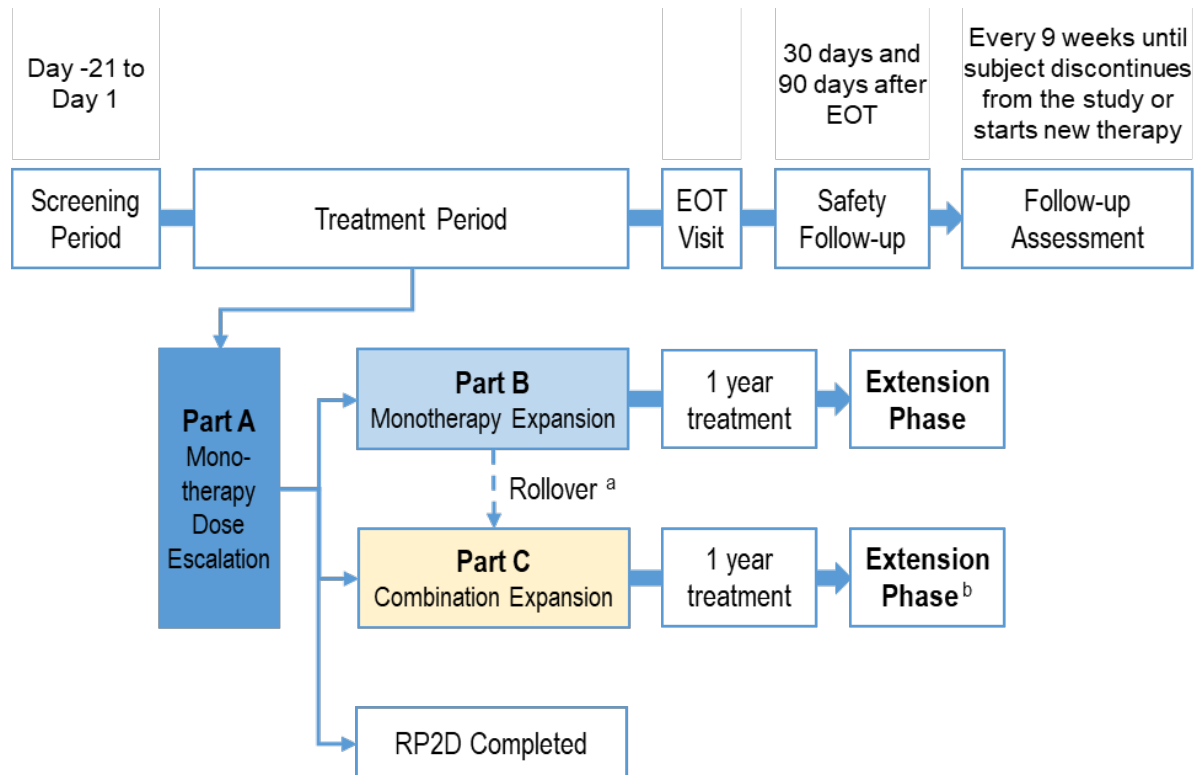 Day -21 to
Day 1
30 days and
90 days after
EOT
Every 9 weeks until
subject discontinues
from the study or
starts new therapy
Screening
Period
Treatment Period
EOT
Visit
Safety
Follow-up
Follow-up
Assessment
Part A
Mono-
therapy
Dose
Escalation
Part B
Monotherapy Expansion
1 year
treatment
Extension
Phase
Rollover a
Part C
Combination Expansion
1 year
treatment
Extension
Phase b
RP2D Completed